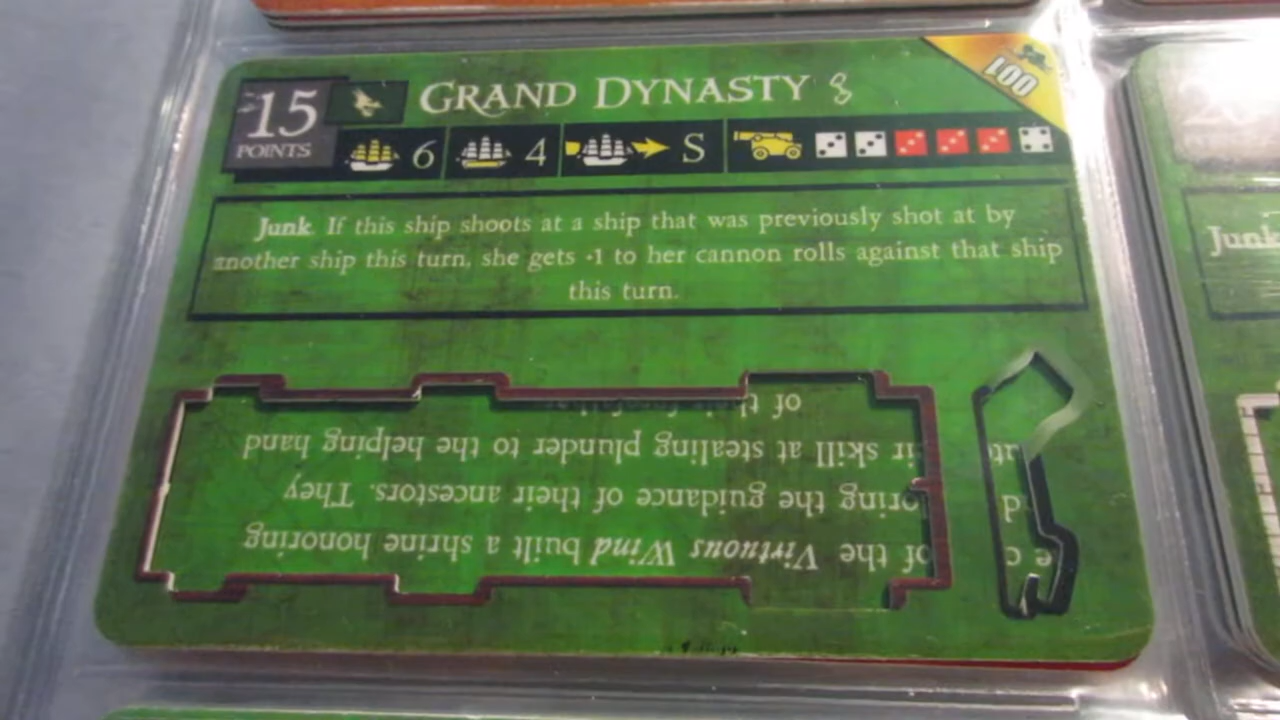 15
POINTS
GRAND DYNASTY
100
6
4
S
Junk. If this ship shoots at a ship that was previously shot at by
another ship this turn, she gets -1 to her cannon rolls against that ship
this turn.
of the Virtuous Wind built a shrine honoring
the guidance of their ancestors. They
skill at stealing plunder to the helping hand
of
Junk